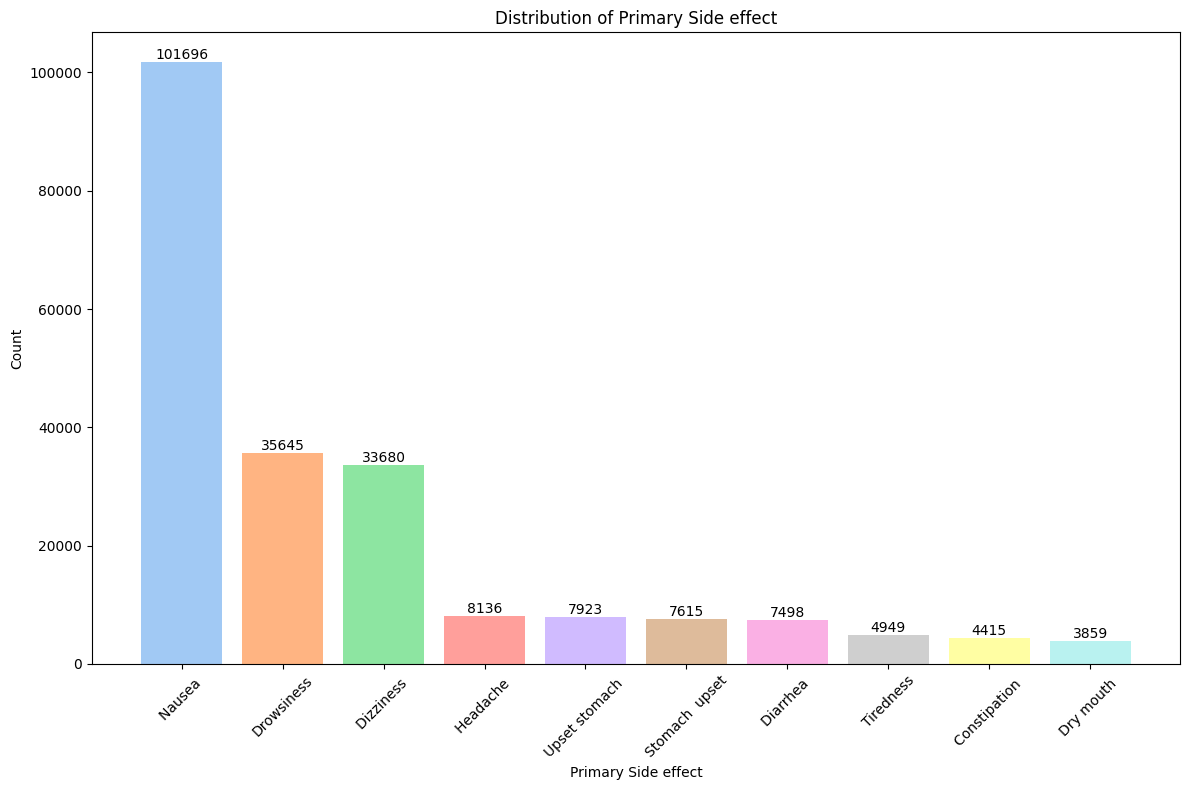 Distribution of Primary Side effect
Count
100000
80000
60000
40000
20000
0
101696
35645
33680
8136
7923
7615
7498
4949
4415
3859
Nausea
Drowsiness
Dizziness
Headache
Upset stomach
Stomach  upset
Diarrhea
Tiredness
Constipation
Dry mouth
Primary Side effect